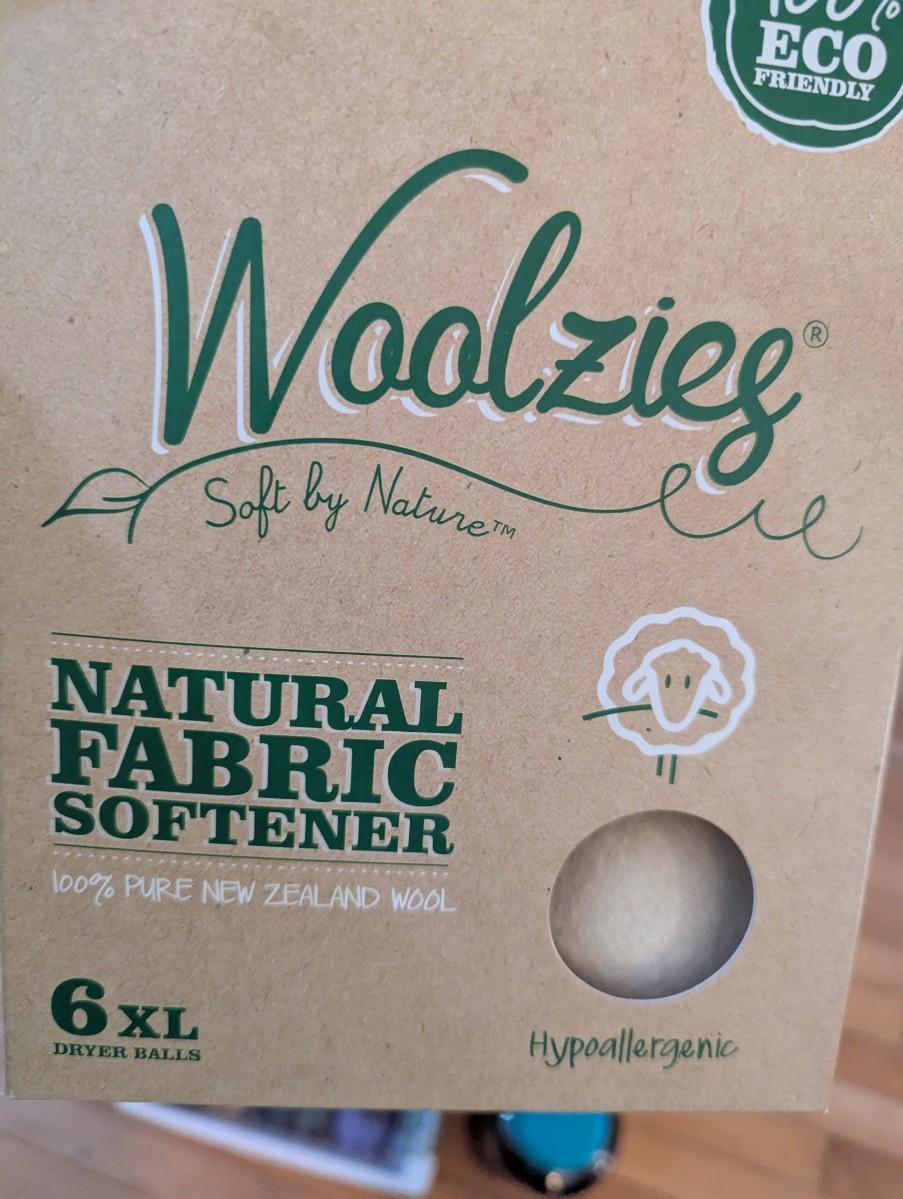 100%
ECO
FRIENDLY
Woolzies®
Soft by Nature™
NATURAL
FABRIC
SOFTENER
100% PURE NEW ZEALAND WOOL
6 XL
DRYER BALLS
Hypoallergenic